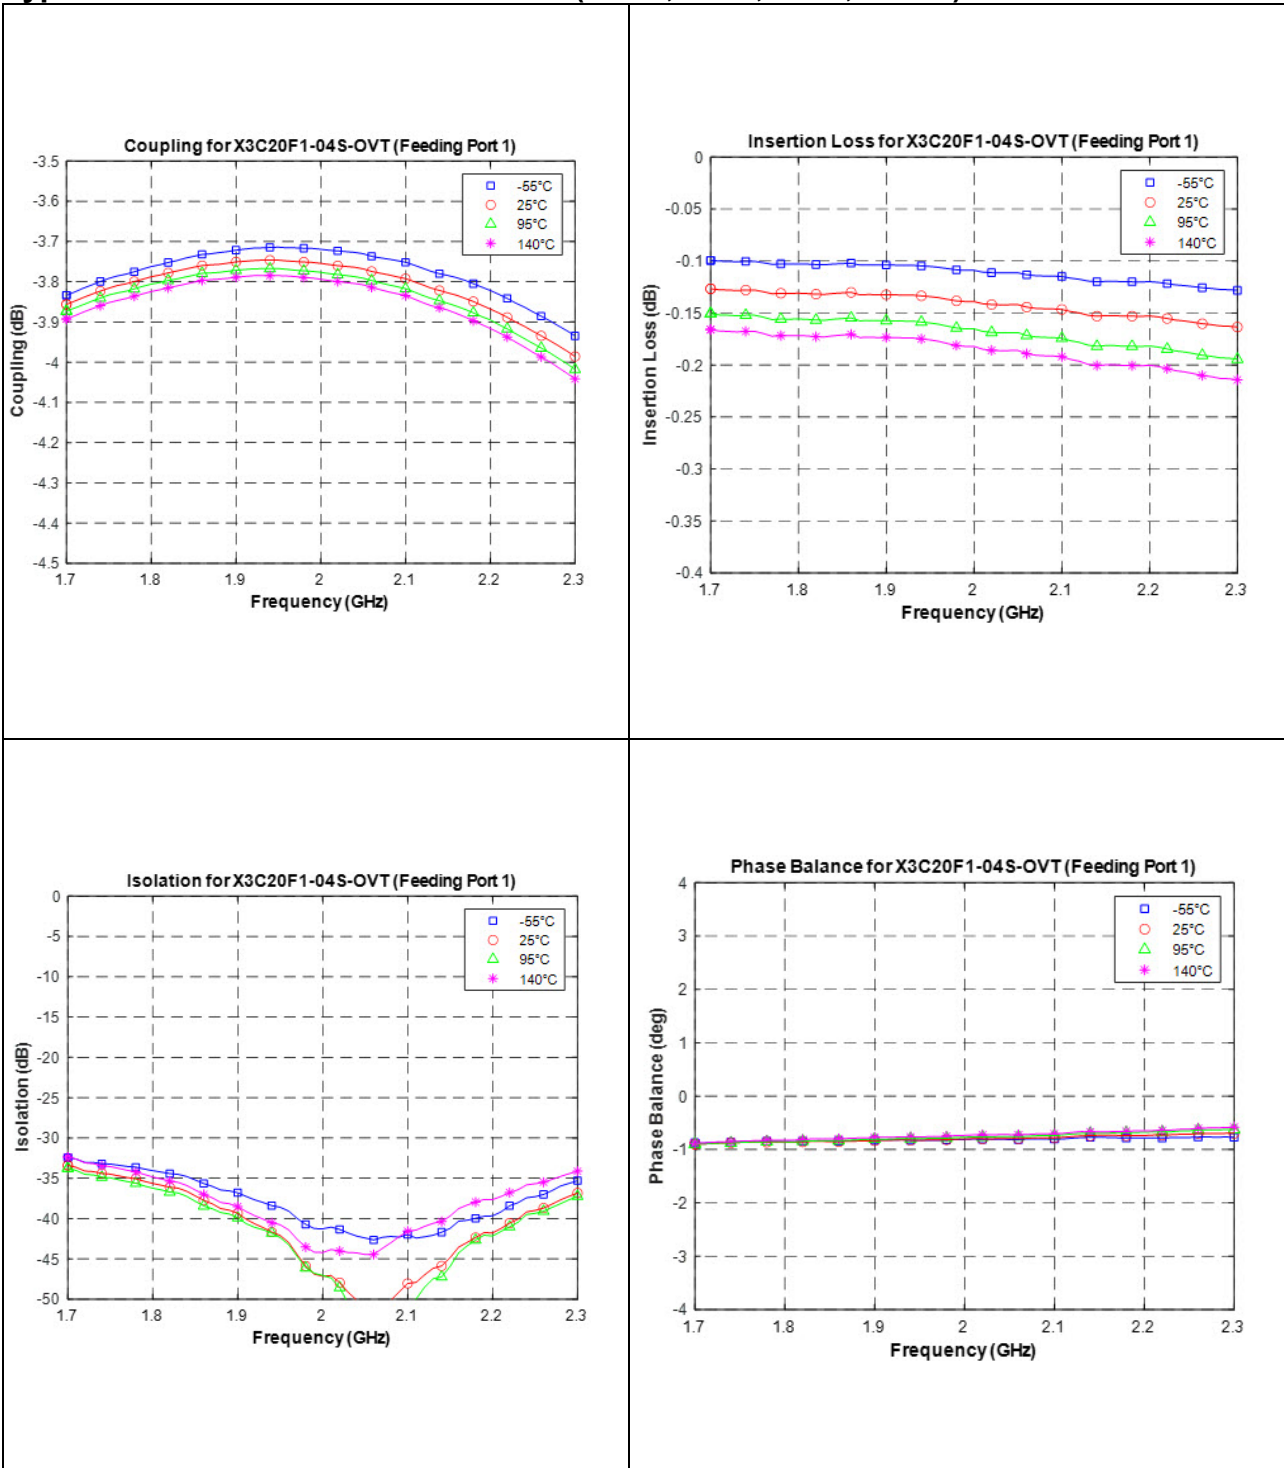 Coupling for X3C20F1-04S-OVT (Feeding Port 1)
-3.5
-3.6
-3.7
-3.8
-3.9
-4
-4.1
-4.2
-4.3
-4.4
-4.5
Coupling (dB)
-55°C
25°C
95°C
140°C
1.7 1.8 1.9 2 2.1 2.2 2.3
Frequency (GHz)
Insertion Loss for X3C20F1-04S-OVT (Feeding Port 1)
0
-0.05
-0.1
-0.15
-0.2
-0.25
-0.3
-0.35
-0.4
Insertion Loss (dB)
-55°C
25°C
95°C
140°C
1.7 1.8 1.9 2 2.1 2.2 2.3
Frequency (GHz)
Isolation for X3C20F1-04S-OVT (Feeding Port 1)
0
-5
-10
-15
-20
-25
-30
-35
-40
-45
-50
Isolation (dB)
-55°C
25°C
95°C
140°C
1.7 1.8 1.9 2 2.1 2.2 2.3
Frequency (GHz)
Phase Balance for X3C20F1-04S-OVT (Feeding Port 1)
4
3
2
1
0
-1
-2
-3
-4
Phase Balance (deg)
-55°C
25°C
95°C
140°C
1.7 1.8 1.9 2 2.1 2.2 2.3
Frequency (GHz)